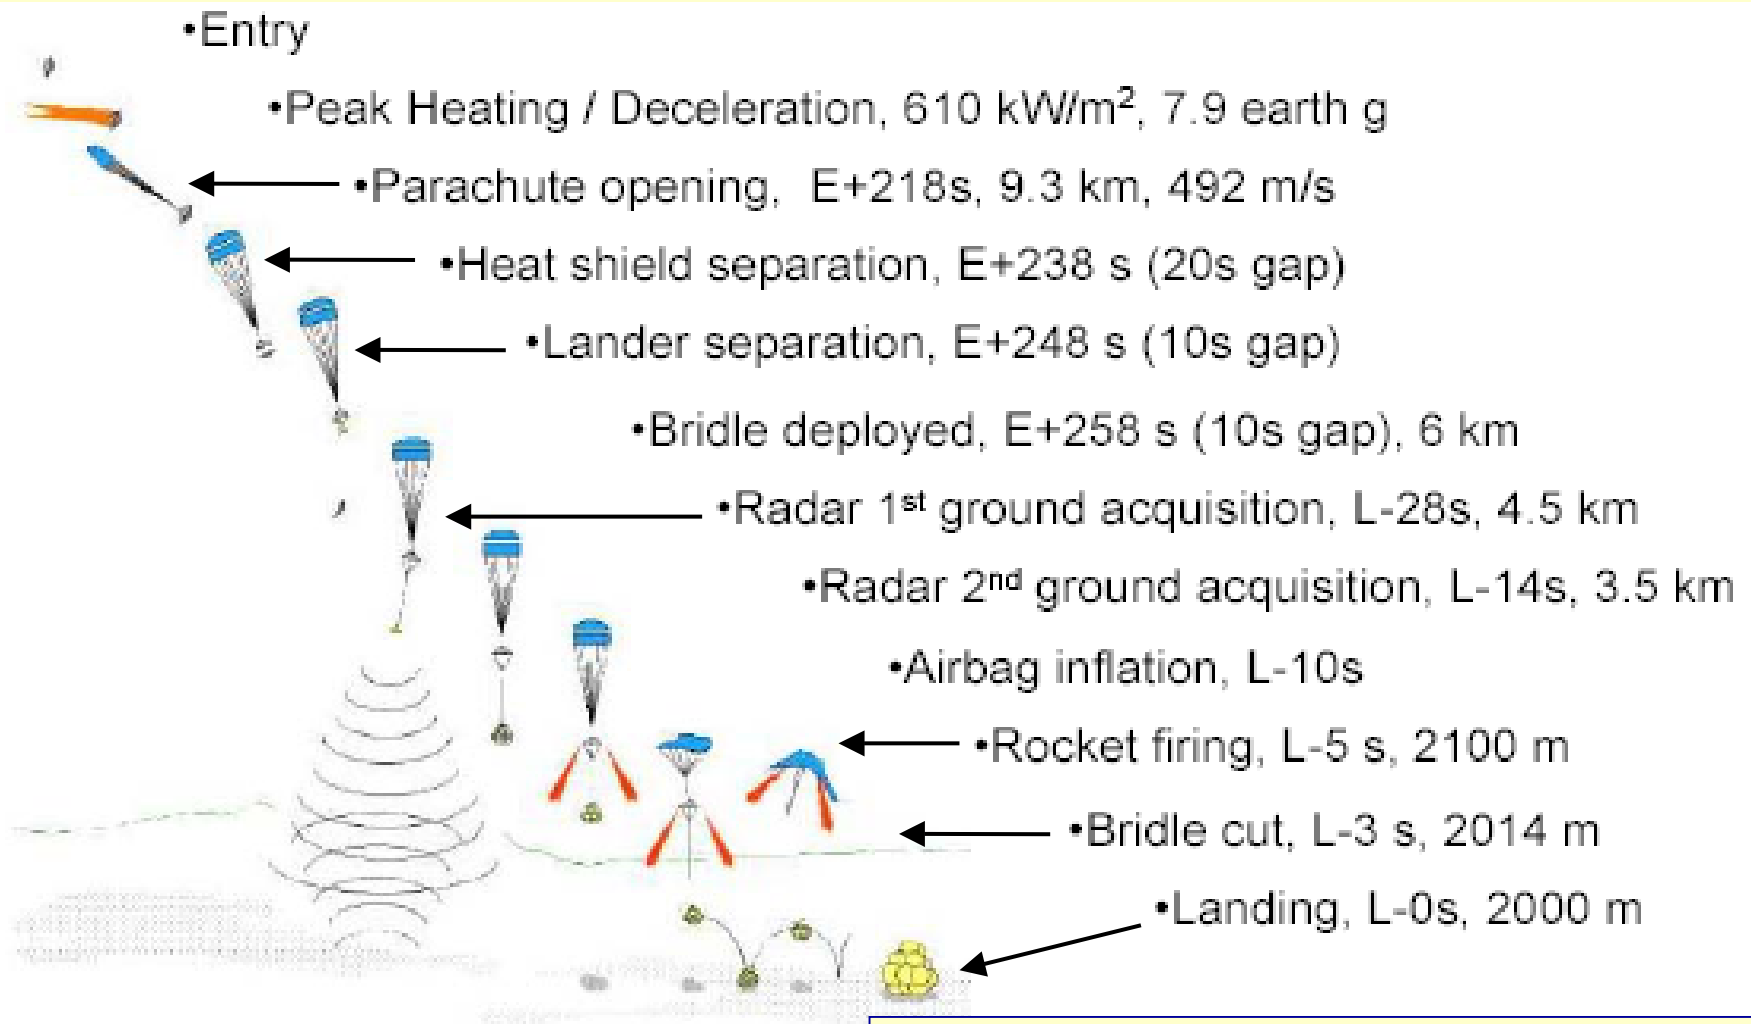 •Entry
•Peak Heating / Deceleration, 610 kW/m², 7.9 earth g
•Parachute opening,  E+218s, 9.3 km, 492 m/s
•Heat shield separation, E+238 s (20s gap)
•Lander separation, E+248 s (10s gap)
•Bridle deployed, E+258 s (10s gap), 6 km
•Radar 1st ground acquisition, L-28s, 4.5 km
•Radar 2nd ground acquisition, L-14s, 3.5 km
•Airbag inflation, L-10s
•Rocket firing, L-5 s, 2100 m
•Bridle cut, L-3 s, 2014 m
•Landing, L-0s, 2000 m